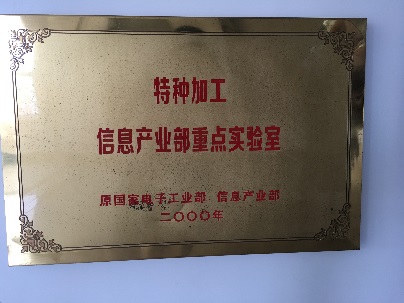 特种加工
信息产业部重点实验室
原国家电子工业部 信息产业部
二〇〇〇年